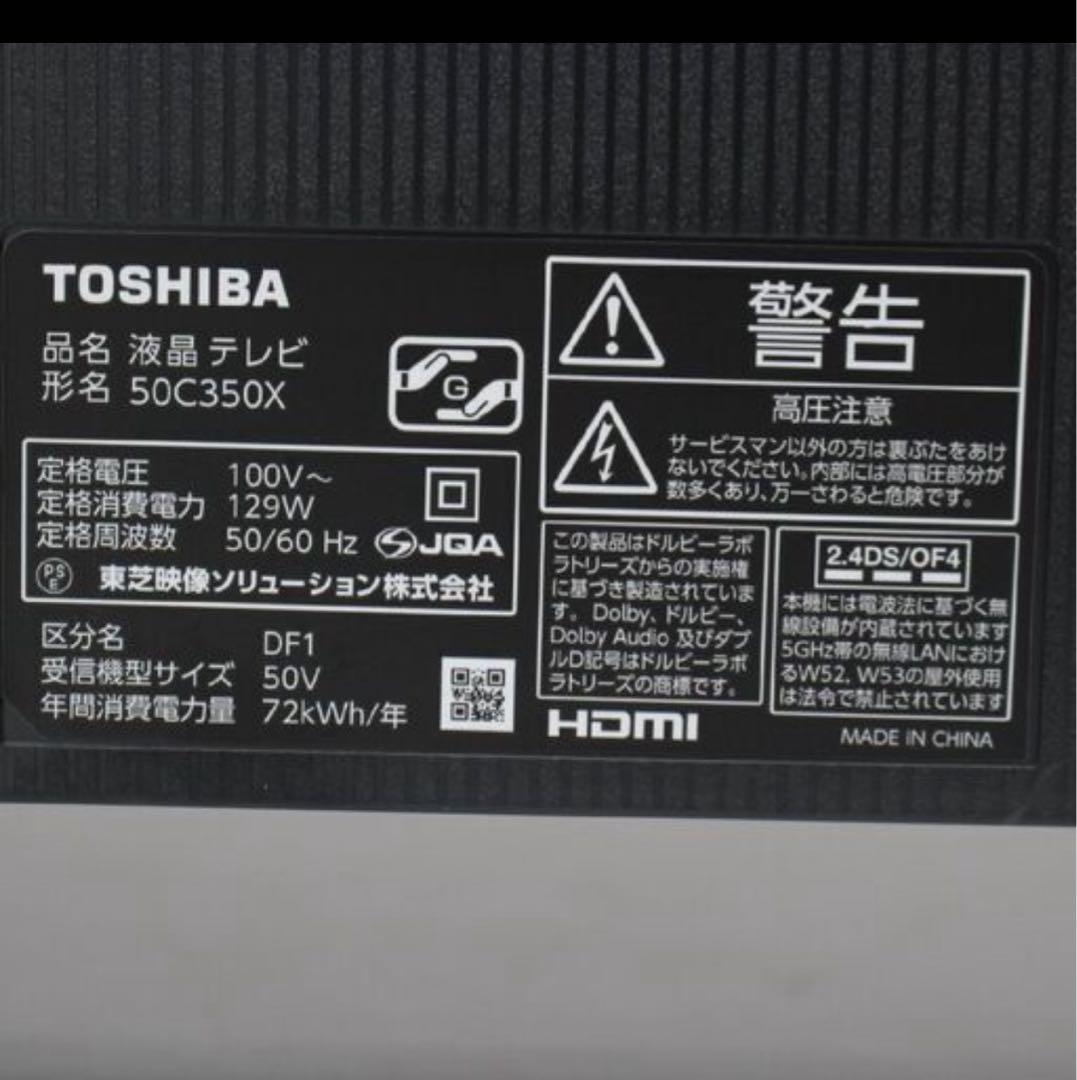 TOSHIBA
品名 液晶テレビ
形名 50C350X
G
定格電圧 100V～
定格消費電力 129W
定格周波数 50/60 Hz JQA
PS
E
東芝映像ソリューション株式会社
区分名 DF1
受信機型サイズ 50V
年間消費電力量 72kWh/年
警告
高圧注意
サービスマン以外の方は裏ぶたをあけ
ないでください。内部には高電圧部分が
数多くあり、万一さわると危険です。
この製品はドルビーラボ
ラトリーズからの実施権
に基づき製造されていま
す。Dolby、ドルビー、
Dolby Audio 及びダブ
ルD記号はドルビーラボ
ラトリーズの商標です。
HDMI
2.4DS/OF4
本機には電波法に基づく無
線設備が内蔵されています
5GHz帯の無線LANにおけ
るW52、W53の屋外使用
は法令で禁止されています
MADE IN CHINA